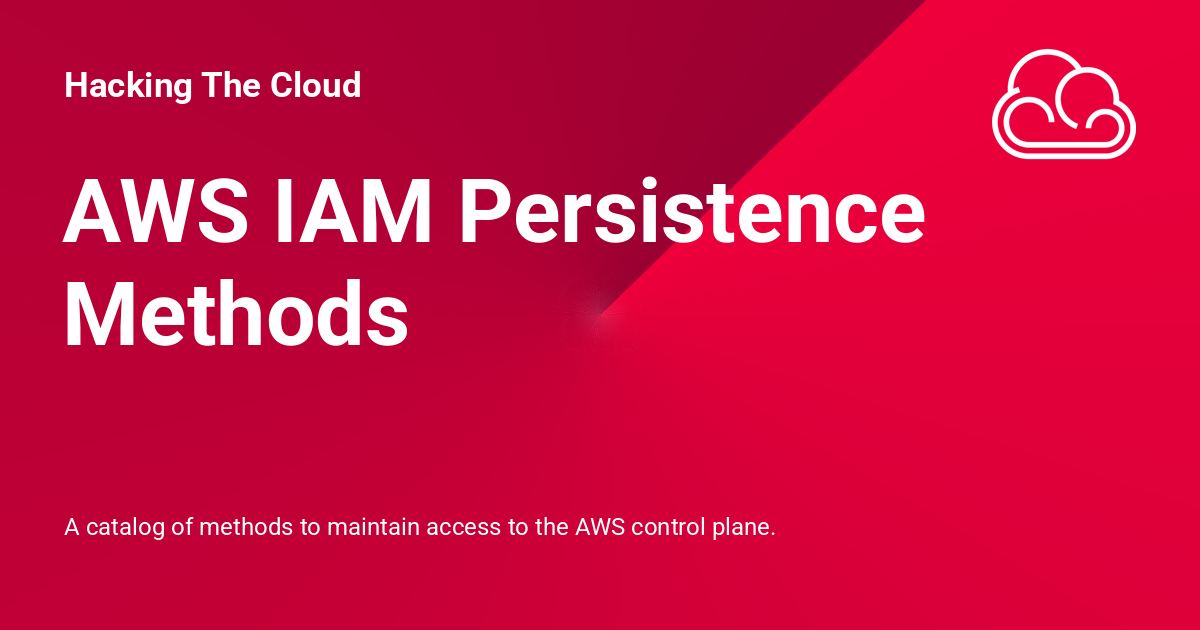 Hacking The Cloud
AWS IAM Persistence
Methods
A catalog of methods to maintain access to the AWS control plane.